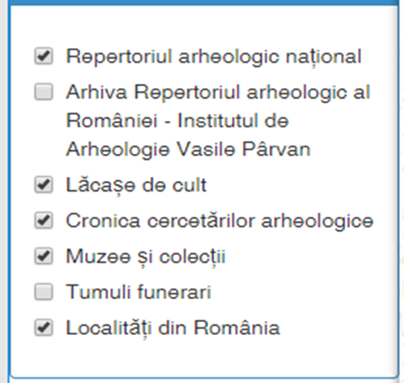 Repertoriul arheologic național
Arhiva Repertoriul arheologic al
României - Institutul de
Arheologie Vasile Pârvan
Lăcașe de cult
Cronica cercetărilor arheologice
Muzee și colecții
Tumuli funerari
Localități din România